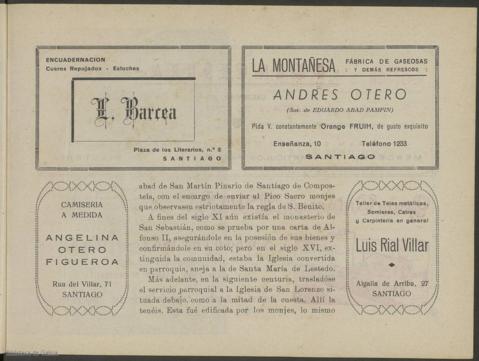 ENCUADERNACION
Cueros Repujados - Estuches
L. Barcea
Plaza de los Literarios, n.º 2
SANTIAGO
LA MONTAÑESA
FÁBRICA DE GASEOSAS
: Y DEMÁS REFRESCOS :
ANDRES OTERO
(Suc. de EDUARDO ABAD PAMPIN)
Pida V. constantemente Orange FRUIH, de gusto exquisito
Enseñanza, 10 Teléfono 1233
SANTIAGO
CAMISERIA
A MEDIDA
ANGELINA
OTERO
FIGUEROA
Rua del Villar, 71
SANTIAGO
abad de San Martín Pinario de Santiago de Compos-
tela, con el encargo de enviar al Pico Sacro monjes
que observasen estrictamente la regla de S. Benito.
A fines del siglo XI aún existía el monasterio de
San Sebastián, como se prueba por una carta de Al-
fonso II, asegurándole en la posesión de sus bienes y
confirmándole en su coto; pero en el siglo XVI, ex-
tinguida la comunidad, estaba la Iglesia convertida
en parroquia, aneja a la de Santa María de Lestedo.
Más adelante, en la siguiente centuria, trasladóse
el servicio parroquial a la Iglesia de San Lorenzo si-
tuada debajo, como a la mitad de la cuesta. Allí la
tenéis. Esta fué edificada por los monjes, lo mismo
Taller de Telas metálicas,
Somieres, Catres
y Carpintería en general
Luis Rial Villar
Algalia de Arriba, 27
SANTIAGO